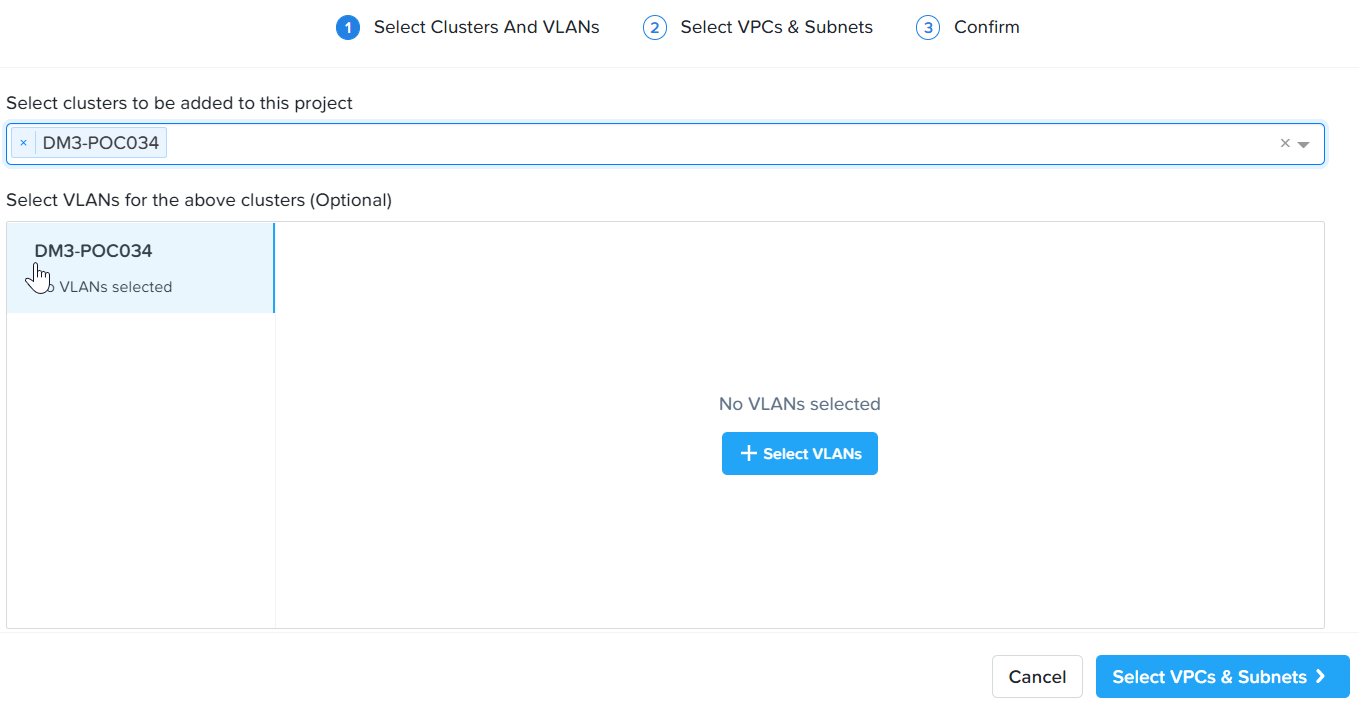 1 Select Clusters And VLANs 2 Select VPCs & Subnets 3 Confirm
Select clusters to be added to this project
× DM3-POC034 ×
Select VLANs for the above clusters (Optional)
DM3-POC034
VLANs selected
No VLANs selected
+ Select VLANs
Cancel Select VPCs & Subnets